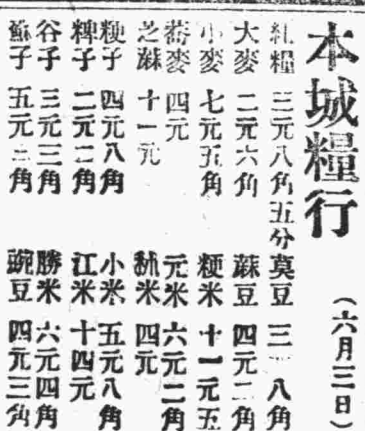 本城糧行
（六月三日）
紅糧 三元八角五分
大麥 二元六角
小麥 七元五角
蕎麥 四元
芝蔴 十一元
粳子 四元八角
稗子 二元二角
谷子 三元三角
蘇子 五元二角
莫豆 三 八角
蔴豆 四元二角
粳米 十一元五
元米 六元二角
秫米 四元
小米 五元八角
江米 十四元
勝米 六元四角
豌豆 四元三角